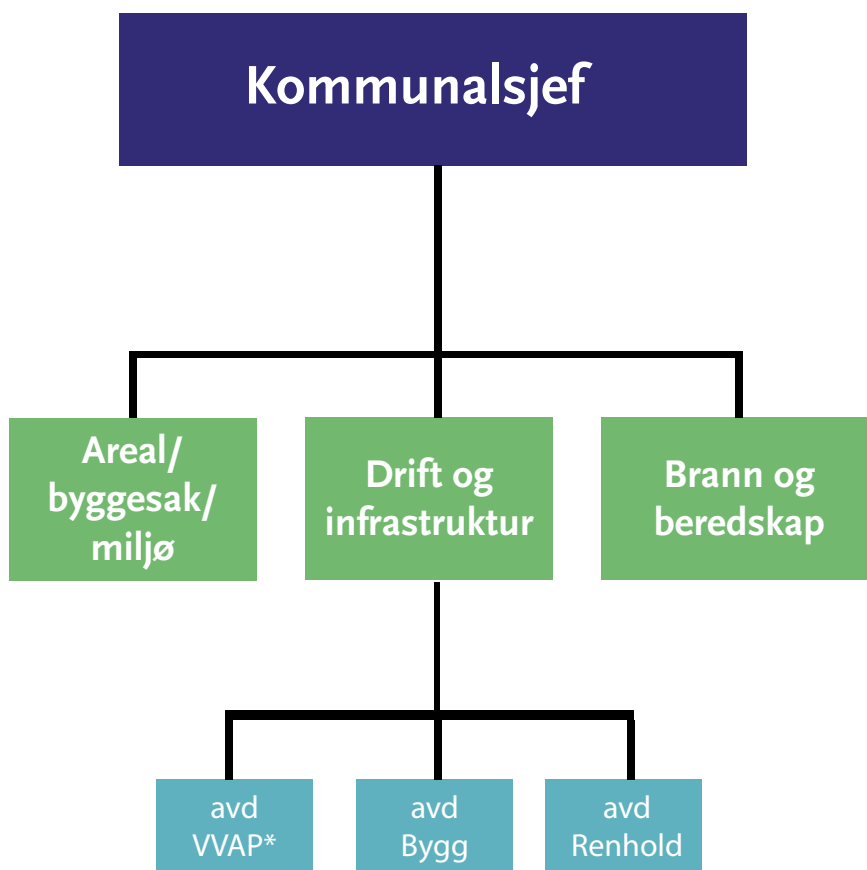 Kommunalsjef
Areal/
byggesak/
miljø
Drift og
infrastruktur
Brann og
beredskap
avd
VVAP*
avd
Bygg
avd
Renhold